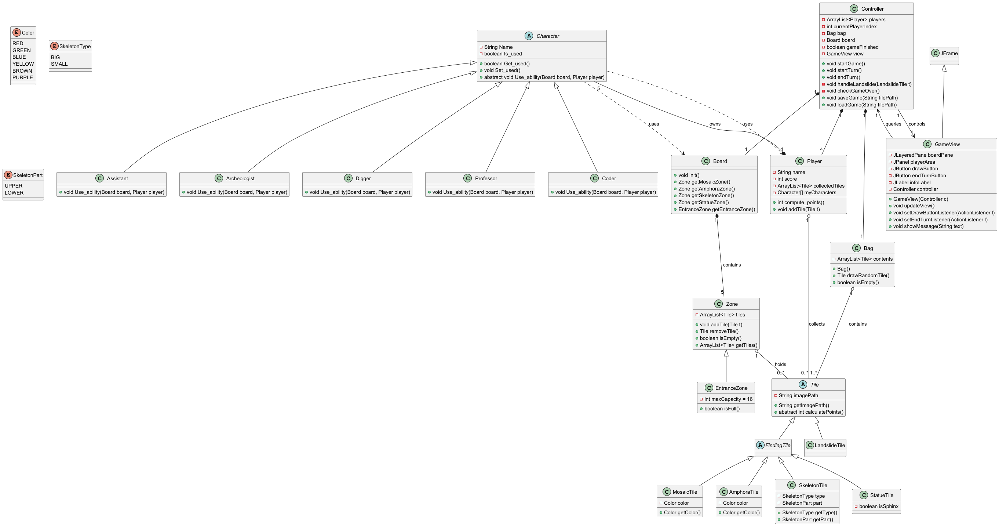 E Color
RED
GREEN
BLUE
YELLOW
BROWN
PURPLE
E SkeletonType
BIG
SMALL
A Character
String Name
boolean Is_used
boolean Get_used()
void Set_used()
abstract void Use_ability(Board board, Player player)
C Controller
ArrayList<Player> players
int currentPlayerIndex
Bag bag
Board board
boolean gameFinished
GameView view
void startGame()
void startTurn()
void endTurn()
void handleLandslide(LandslideTile t)
void checkGameOver()
void saveGame(String filePath)
void loadGame(String filePath)
C JFrame
5
1
1
1
1
1
uses
owns
uses
queries
controls
1
1
1
4
E SkeletonPart
UPPER
LOWER
C Assistant
void Use_ability(Board board, Player player)
C Archeologist
void Use_ability(Board board, Player player)
C Digger
void Use_ability(Board board, Player player)
C Professor
void Use_ability(Board board, Player player)
C Coder
void Use_ability(Board board, Player player)
C Board
void init()
Zone getMosaicZone()
Zone getAmphoraZone()
Zone getSkeletonZone()
Zone getStatueZone()
EntranceZone getEntranceZone()
C Player
String name
int score
ArrayList<Tile> collectedTiles
Character[] myCharacters
int compute_points()
void addTile(Tile t)
C GameView
JLayeredPane boardPane
JPanel playerArea
JButton drawButton
JButton endTurnButton
JLabel infoLabel
Controller controller
GameView(Controller c)
void updateView()
void setDrawButtonListener(ActionListener l)
void setEndTurnListener(ActionListener l)
void showMessage(String text)
1
1
1
C Bag
ArrayList<Tile> contents
Bag()
Tile drawRandomTile()
boolean isEmpty()
contains
5
1
C Zone
ArrayList<Tile> tiles
void addTile(Tile t)
Tile removeTile()
boolean isEmpty()
ArrayList<Tile> getTiles()
collects
contains
1
holds
0..*
0..*
1..*
C EntranceZone
int maxCapacity = 16
boolean isFull()
A Tile
String imagePath
String getImagePath()
abstract int calculatePoints()
A FindingTile
C LandslideTile
C MosaicTile
Color color
Color getColor()
C AmphoraTile
Color color
Color getColor()
C SkeletonTile
SkeletonType type
SkeletonPart part
SkeletonType getType()
SkeletonPart getPart()
C StatueTile
boolean isSphinx